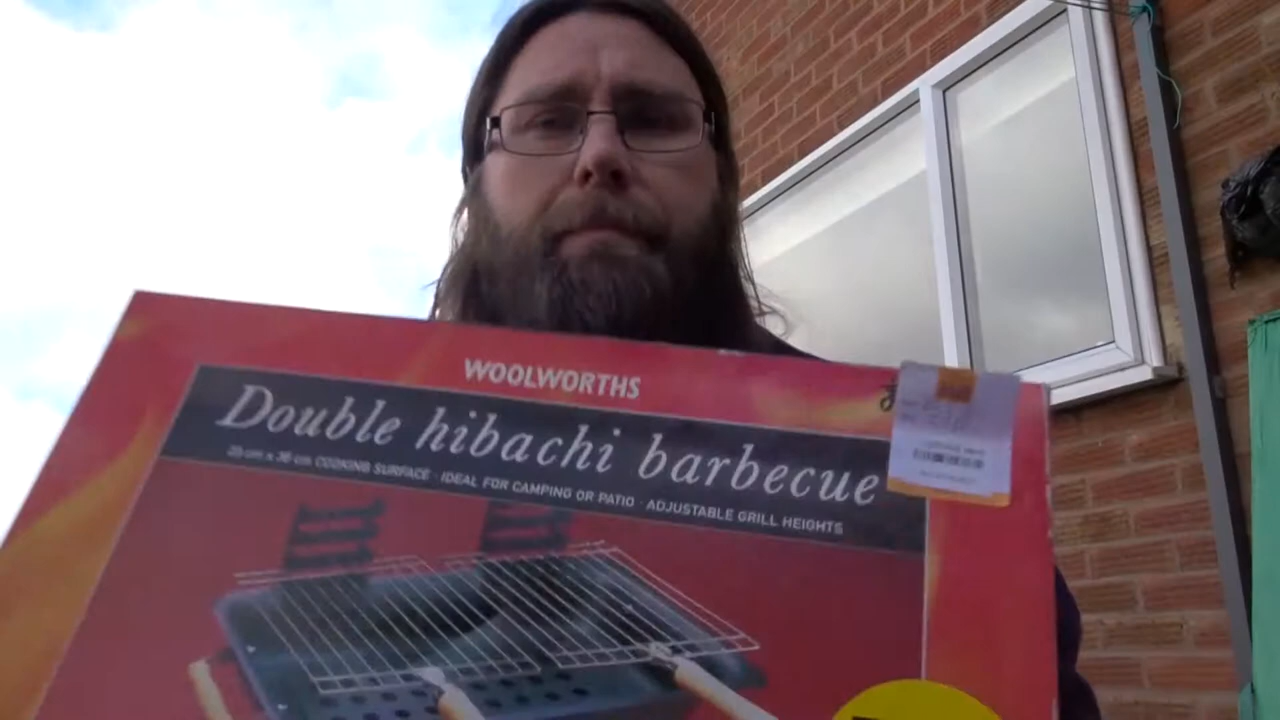 WOOLWORTHS
Double hibachi barbecue
COOKING SURFACE · IDEAL FOR CAMPING OR PATIO · ADJUSTABLE GRILL HEIGHTS